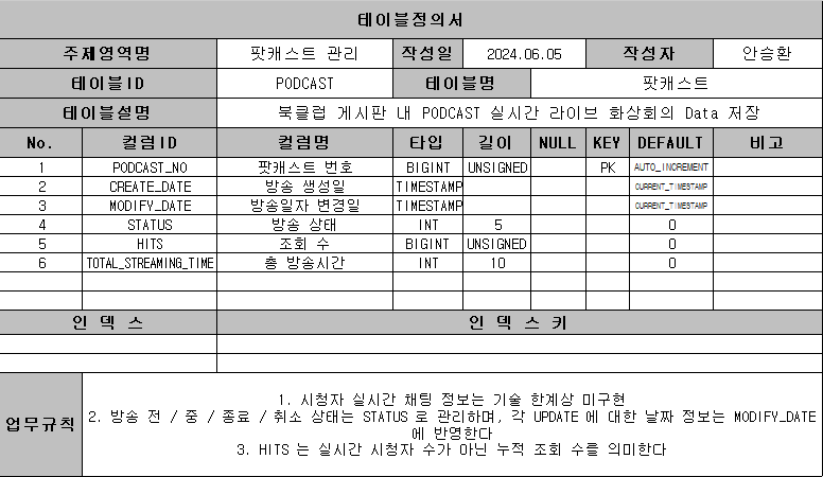 테이블정의서
주제영역명 팟캐스트 관리 작성일 2024.06.05 작성자 안승환
테이블ID PODCAST 테이블명 팟캐스트
테이블설명 북클럽 게시판 내 PODCAST 실시간 라이브 화상회의 Data 저장
No. 컬럼ID 컬럼명 타입 길이 NULL KEY DEFAULT 비고
1 PODCAST_NO 팟캐스트 번호 BIGINT UNSIGNED PK AUTO_INCREMENT
2 CREATE_DATE 방송 생성일 TIMESTAMP CURRENT_TIMESTAMP
3 MODIFY_DATE 방송일자 변경일 TIMESTAMP CURRENT_TIMESTAMP
4 STATUS 방송 상태 INT 5 0
5 HITS 조회 수 BIGINT UNSIGNED 0
6 TOTAL_STREAMING_TIME 총 방송시간 INT 10 0
인 덱 스 인 덱 스 키
업무규칙
1. 시청자 실시간 채팅 정보는 기술 한계상 미구현
2. 방송 전 / 중 / 종료 / 취소 상태는 STATUS 로 관리하며, 각 UPDATE 에 대한 날짜 정보는 MODIFY_DATE
에 반영한다
3. HITS 는 실시간 시청자 수가 아닌 누적 조회 수를 의미한다